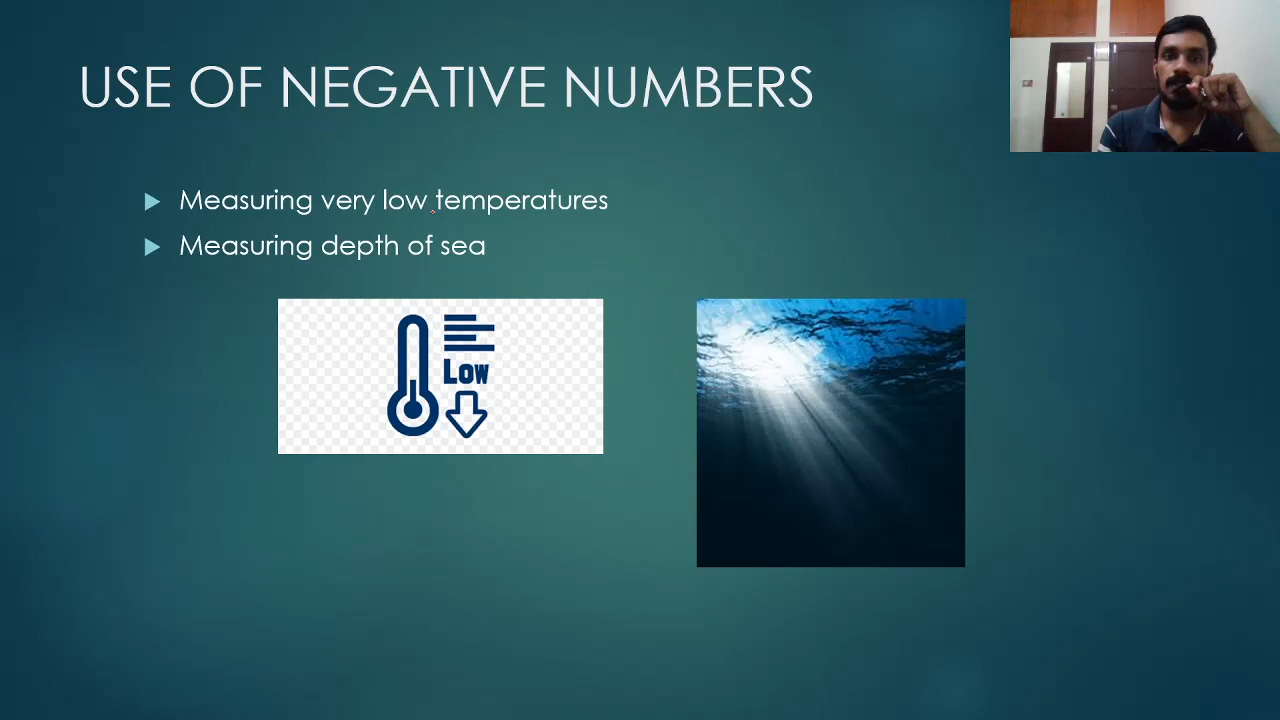 USE OF NEGATIVE NUMBERS
Measuring very low temperatures
Measuring depth of sea
Low